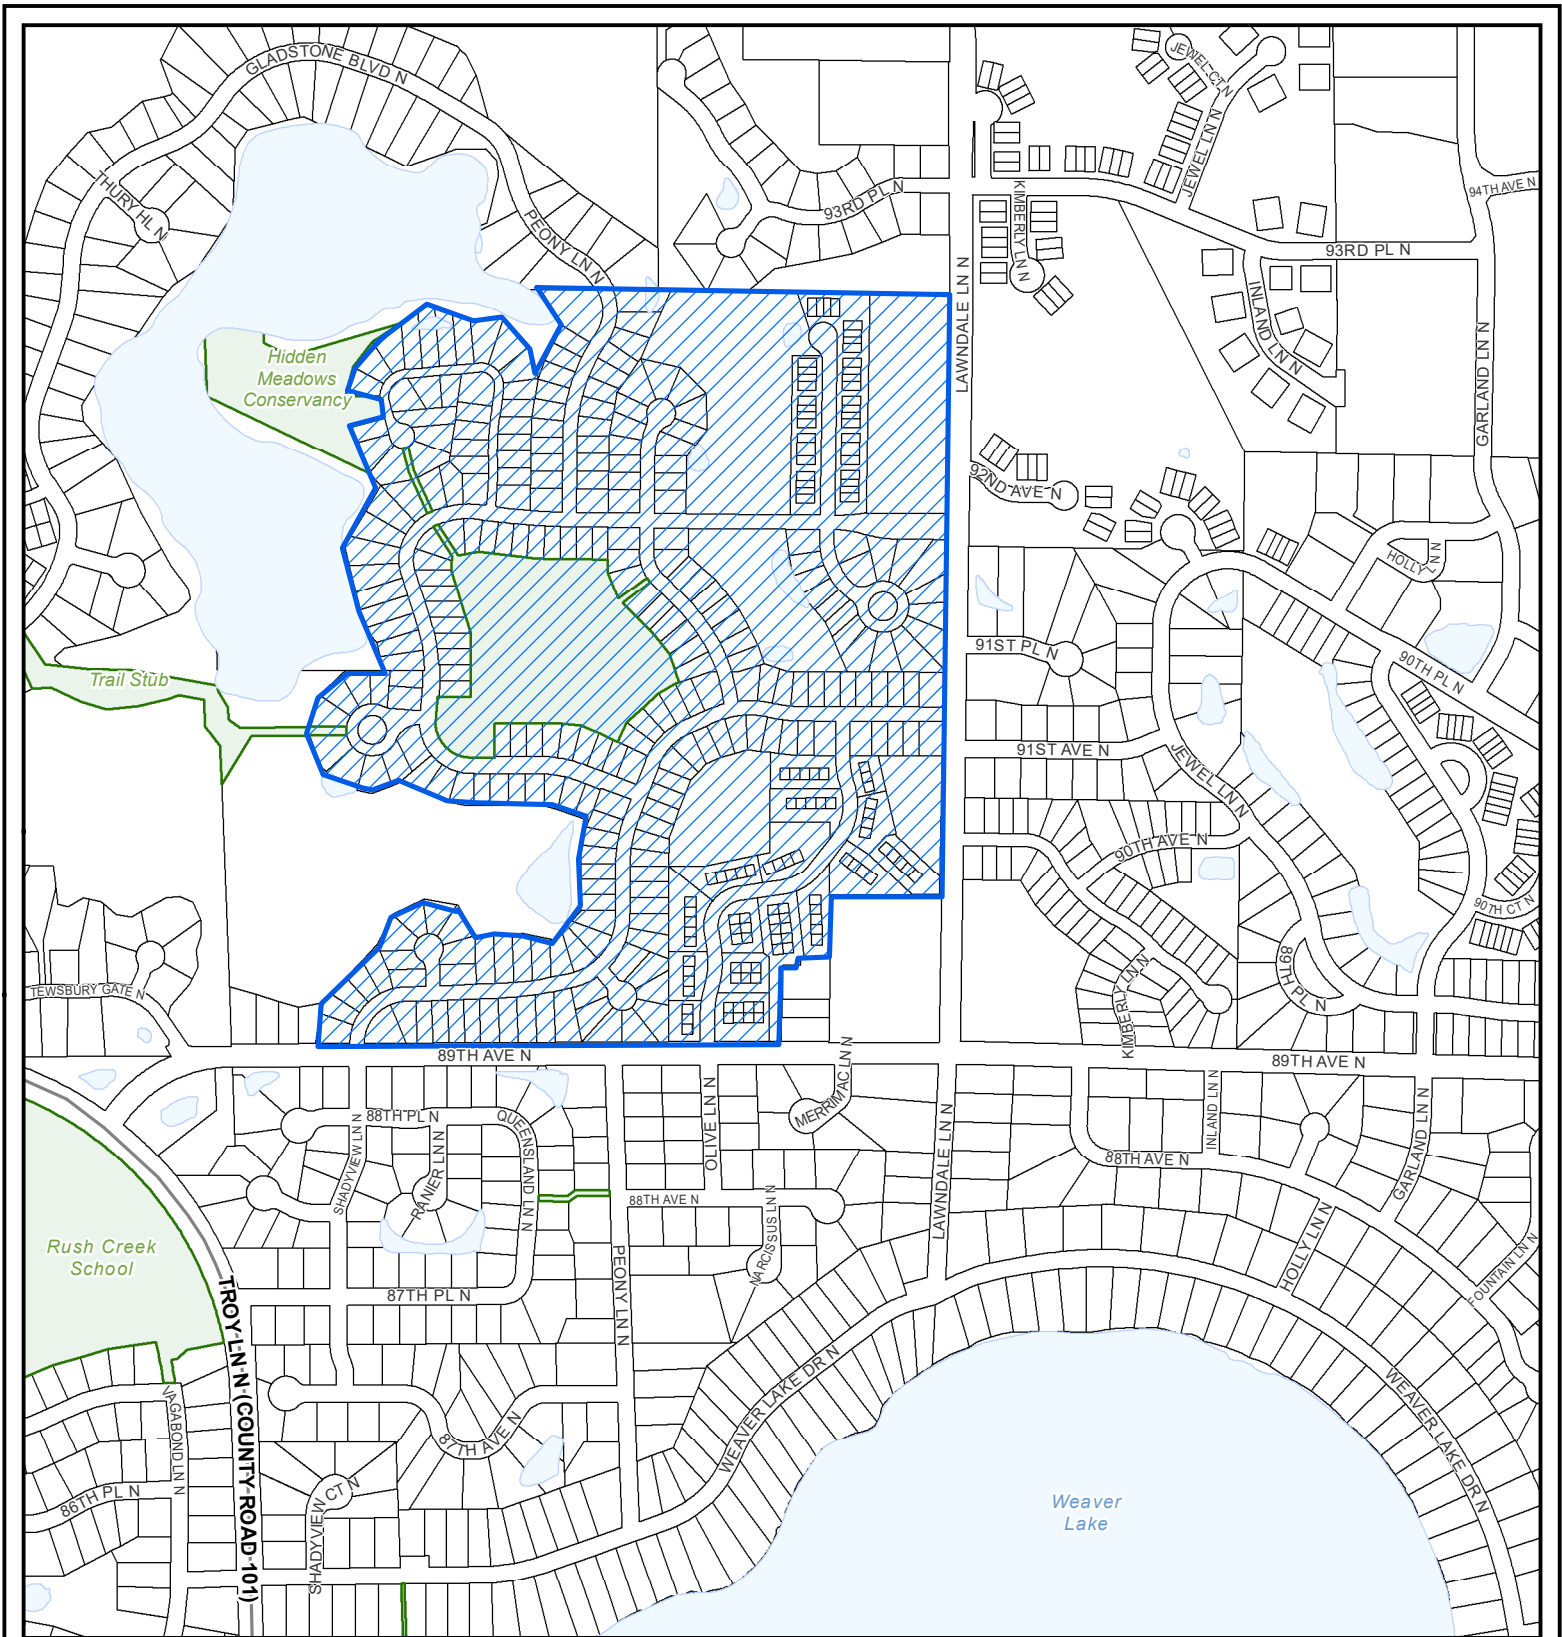 GLADSTONE BLVD N
JEWEL CT N
JEWEL LN N
THURY HL N
PEONY LN N
93RD PL N
KIMBERLY LN N
94TH AVE N
93RD PL N
LAWNDALE LN N
INLAND LN N
GARLAND LN N
Hidden
Meadows
Conservancy
92ND AVE N
HOLLY LN N
91ST PL N
90TH PL N
Trail Stub
91ST AVE N
JEWEL LN N
90TH AVE N
90TH CT N
89TH PL N
KIMBERLY LN N
TEWSBURY GATE N
89TH AVE N
89TH AVE N
MERRIMAC LN N
OLIVE LN N
88TH PL N
QUEENSLAND LN N
SHADYVIEW LN N
RANIER LN N
INLAND LN N
GARLAND LN N
88TH AVE N
LAWNDALE LN N
88TH AVE N
NARCISSUS LN N
HOLLY LN N
FOUNTAIN LN N
Rush Creek
School
PEONY LN N
87TH PL N
TROY LN N (COUNTY ROAD 101)
WEAVER LAKE DR N
WEAVER LAKE DR N
VAGABOND LN N
87TH AVE N
86TH PL N
SHADYVIEW CT N
Weaver
Lake